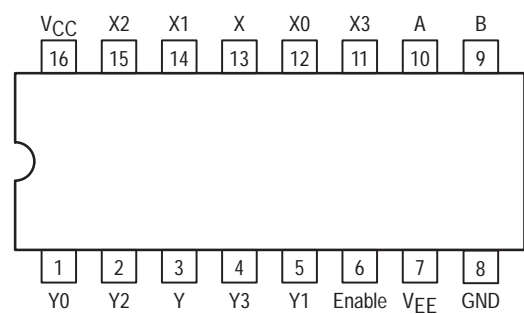 VCC X2 X1 X X0 X3 A B
16 15 14 13 12 11 10 9
1 2 3 4 5 6 7 8
Y0 Y2 Y Y3 Y1 Enable VEE GND